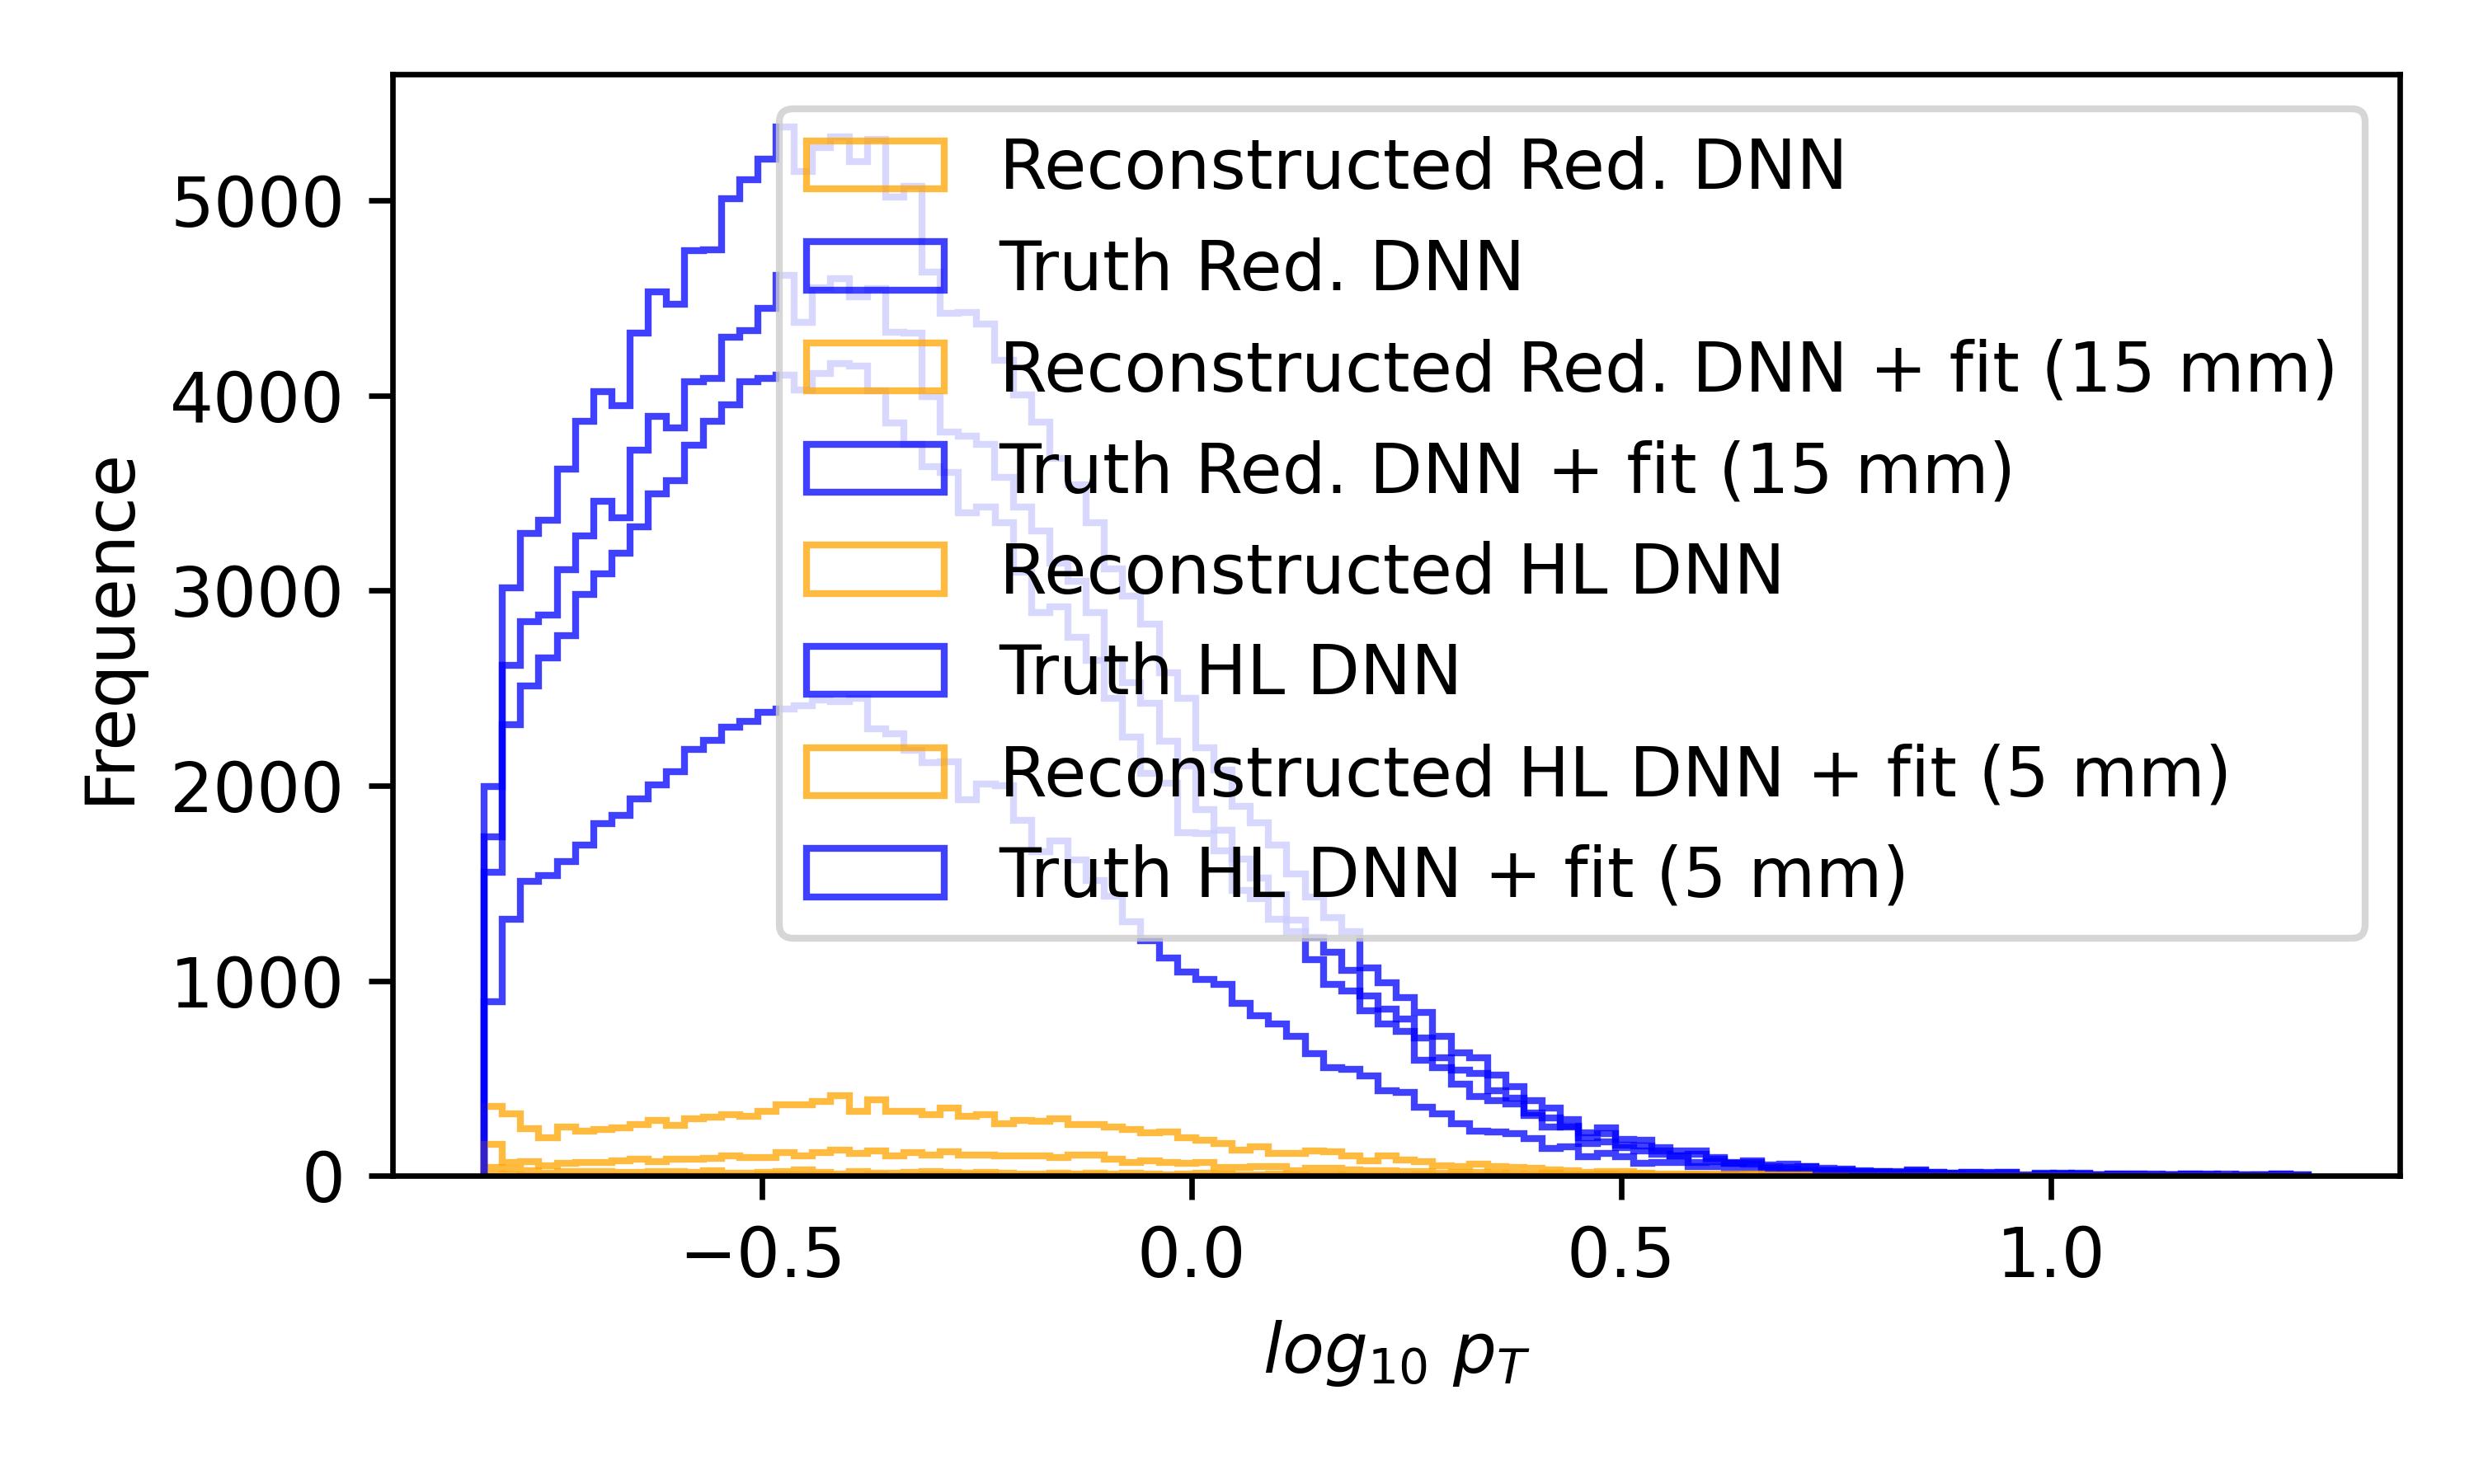 Reconstructed Red. DNN
Truth Red. DNN
Reconstructed Red. DNN + fit (15 mm)
Truth Red. DNN + fit (15 mm)
Reconstructed HL DNN
Truth HL DNN
Reconstructed HL DNN + fit (5 mm)
Truth HL DNN + fit (5 mm)
Frequence
5000
4000
3000
2000
1000
0
−0.5 0.0 0.5 1.0
log₁₀ p_T